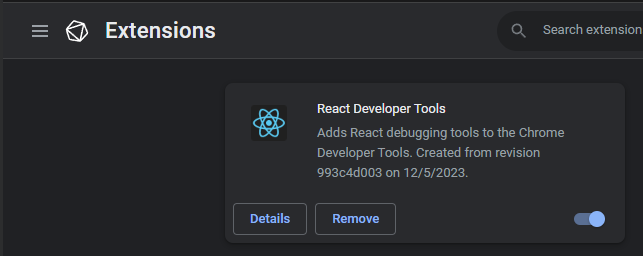 Extensions
Search extension
React Developer Tools
Adds React debugging tools to the Chrome
Developer Tools. Created from revision
993c4d003 on 12/5/2023.
Details
Remove